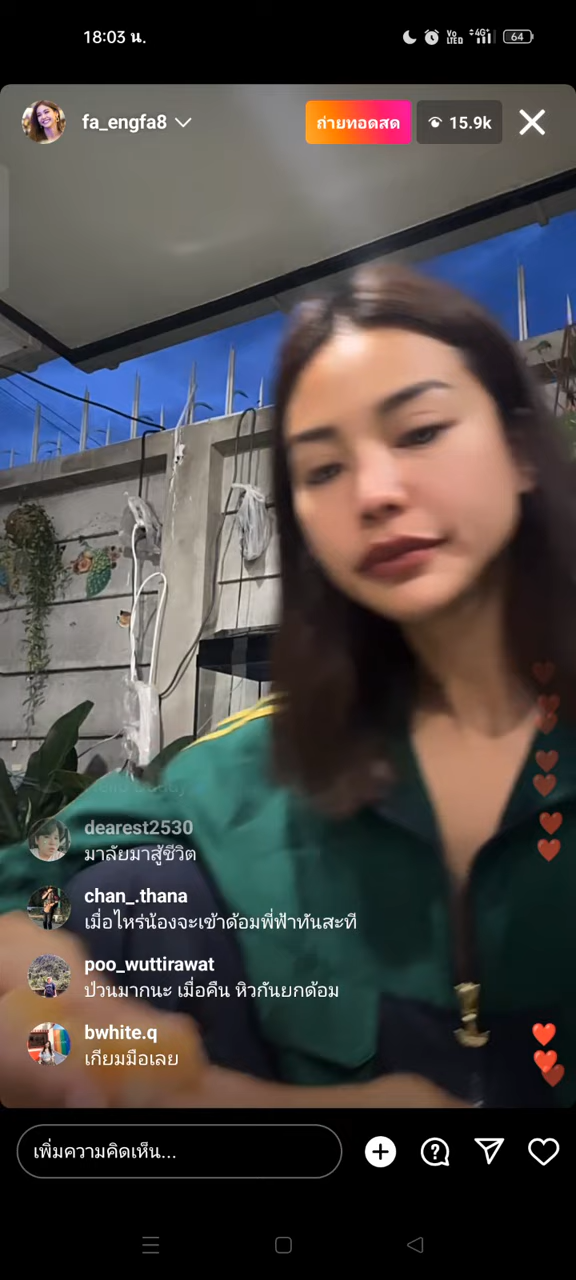 18:03 น.
Vo LTED
4G+
64
fa_engfa8
ถ่ายทอดสด
15.9k
dearest2530
มาลัยมาสู้ชีวิต
chan_.thana
เมื่อไหร่น้องจะเข้าด้อมพี่ฟ้าทันสะที
poo_wuttirawat
ป่วนมากนะ เมื่อคืน หิวกันยกด้อม
bwhite.q
เกียมมือเลย
เพิ่มความคิดเห็น...